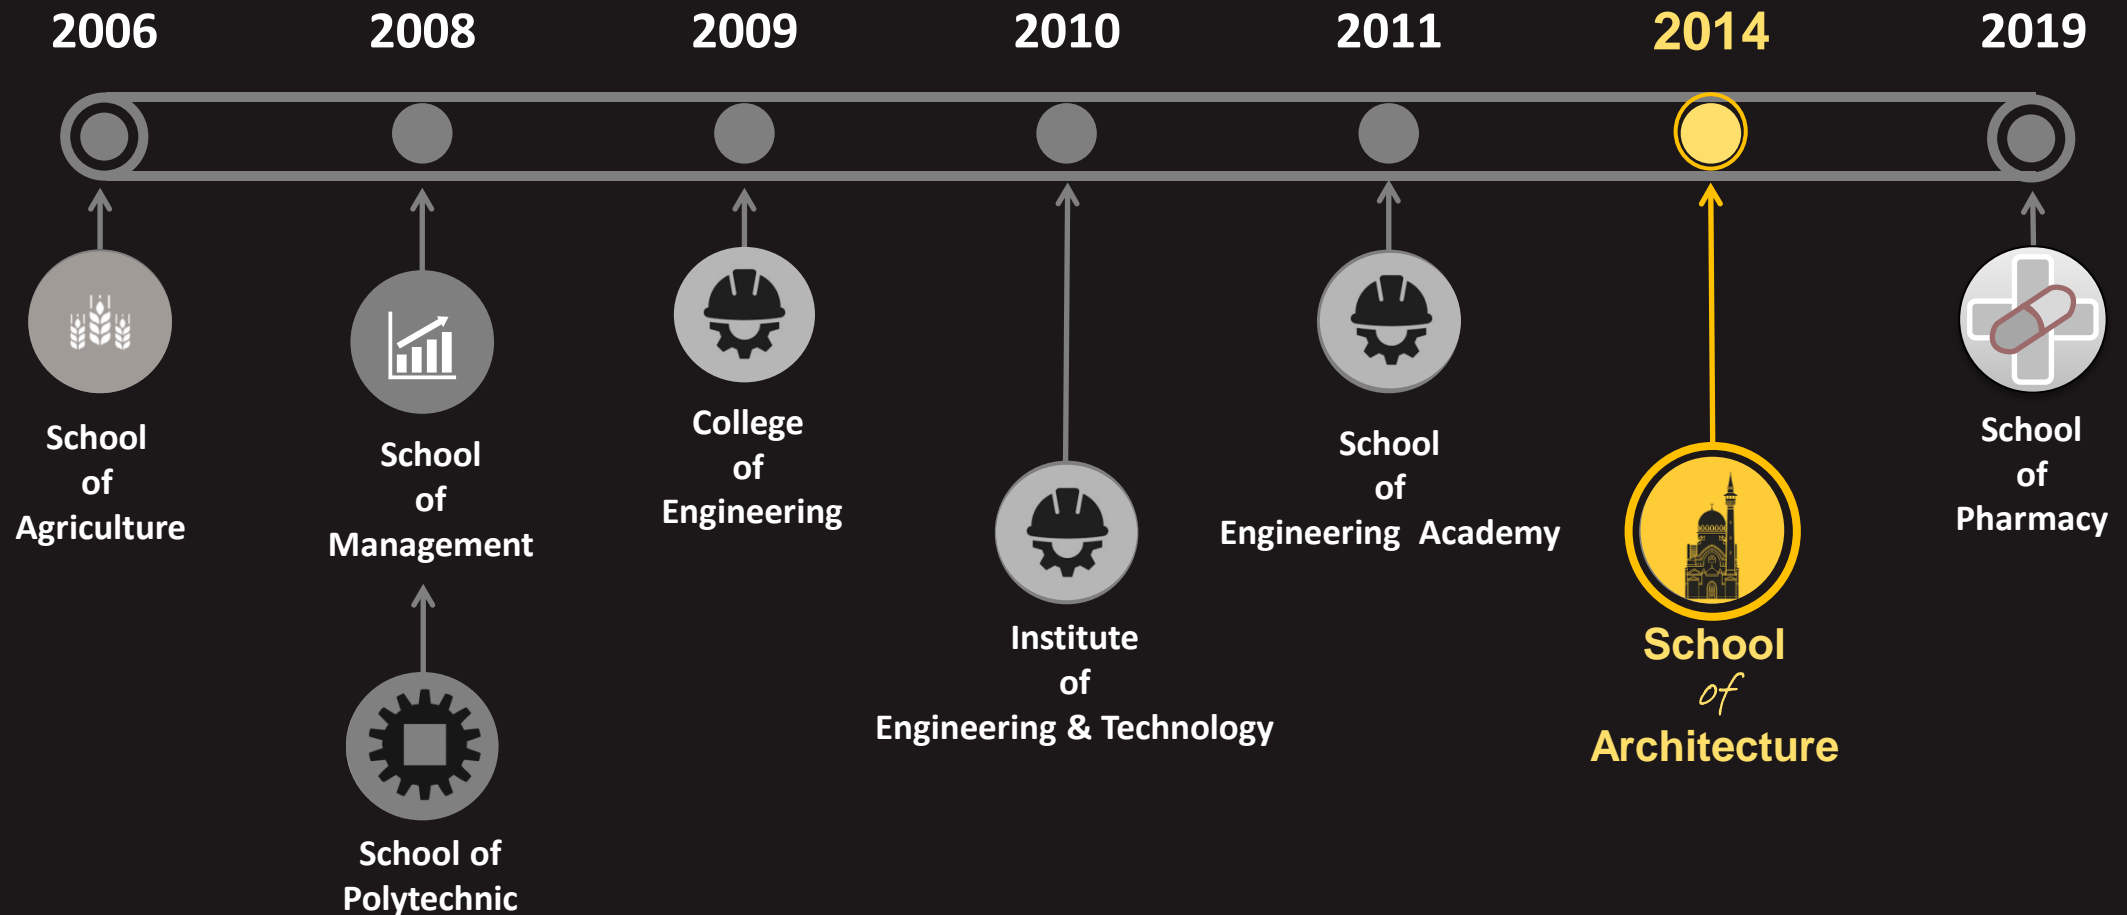 2006
2008
2009
2010
2011
2014
2019
School
of
Agriculture
School
of
Management
School of
Polytechnic
College
of
Engineering
Institute
of
Engineering & Technology
School
of
Engineering Academy
School
of
Architecture
School
of
Pharmacy